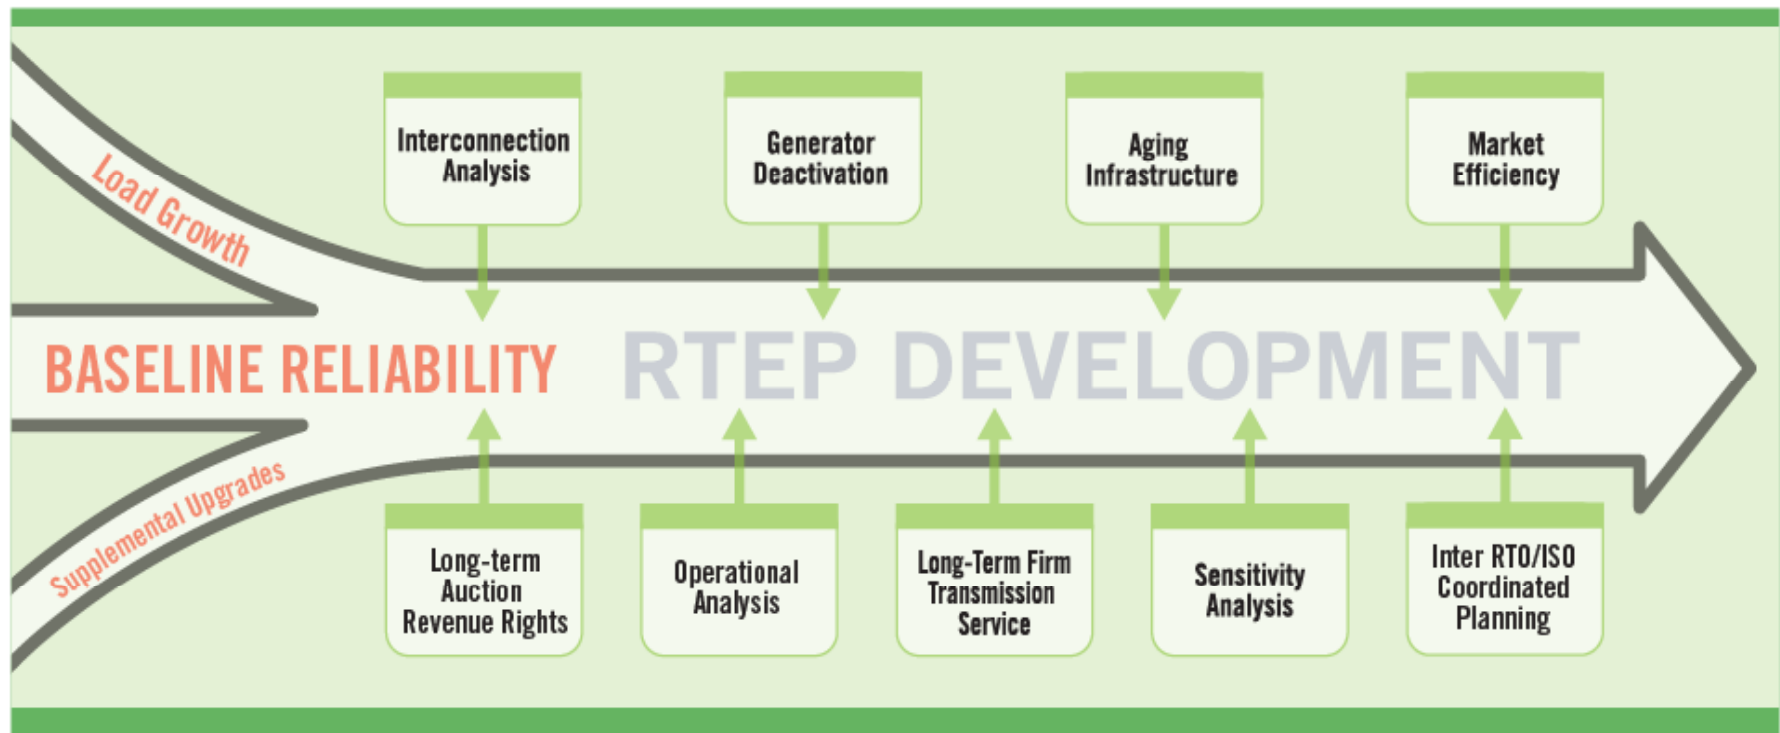 Interconnection
Analysis
Generator
Deactivation
Aging
Infrastructure
Market
Efficiency
Load Growth
BASELINE RELIABILITY
RTEP DEVELOPMENT
Supplemental Upgrades
Long-term
Auction
Revenue Rights
Operational
Analysis
Long-Term Firm
Transmission
Service
Sensitivity
Analysis
Inter RTO/ISO
Coordinated
Planning